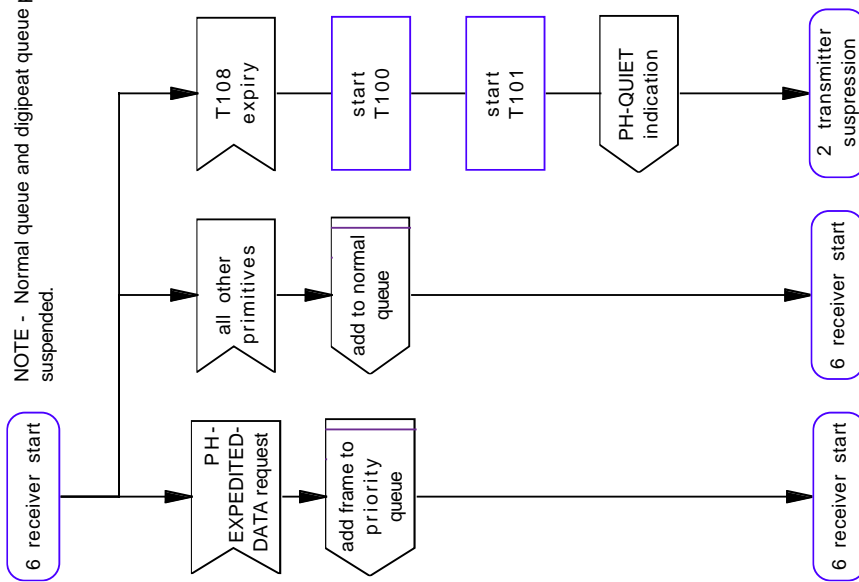 6 receiver start
NOTE - Normal queue and digipeat queue
suspended.
PH-
EXPEDITED-
DATA request
add frame to
priority
queue
6 receiver start
all other
primitives
add to normal
queue
6 receiver start
T108
expiry
start
T100
start
T101
PH-QUIET
indication
2 transmitter
suspression